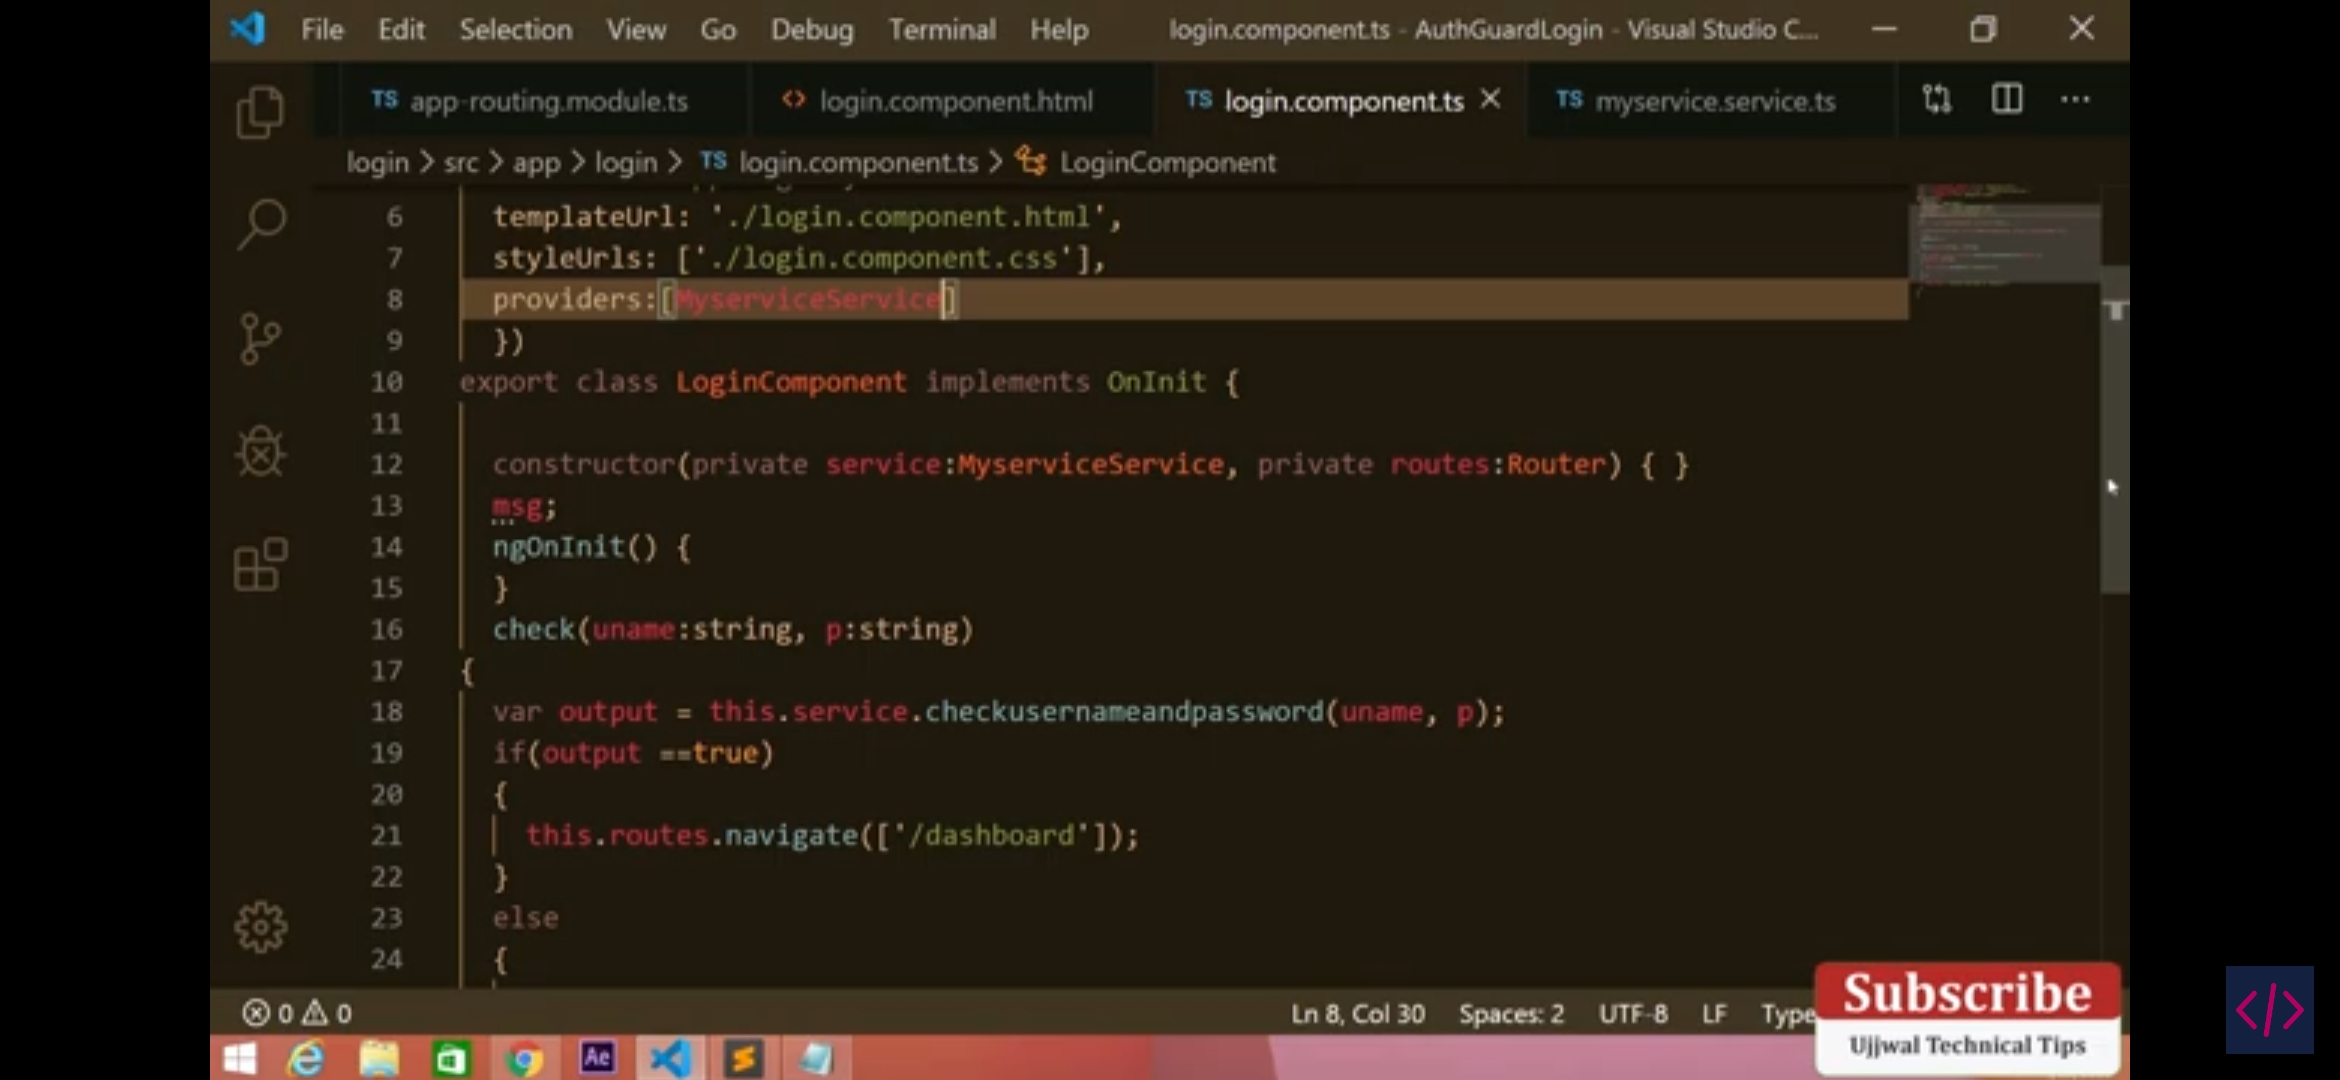 File Edit Selection View Go Debug Terminal Help login.component.ts - AuthGuardLogin - Visual Studio C...
TS app-routing.module.ts <> login.component.html TS login.component.ts TS myservice.service.ts ...
login > src > app > login > TS login.component.ts > LoginComponent
6 templateUrl: './login.component.html',
7 styleUrls: ['./login.component.css'],
8 providers:[MyserviceService]
9 })
10 export class LoginComponent implements OnInit {
11
12 constructor(private service:MyserviceService, private routes:Router) { }
13 msg;
14 ngOnInit() {
15 }
16 check(uname:string, p:string)
17 {
18 var output = this.service.checkusernameandpassword(uname, p);
19 if(output ==true)
20 {
21 this.routes.navigate(['/dashboard']);
22 }
23 else
24 {
0 0 Ln 8, Col 30 Spaces: 2 UTF-8 LF Type
Subscribe
Ujjwal Technical Tips
Ae
</>